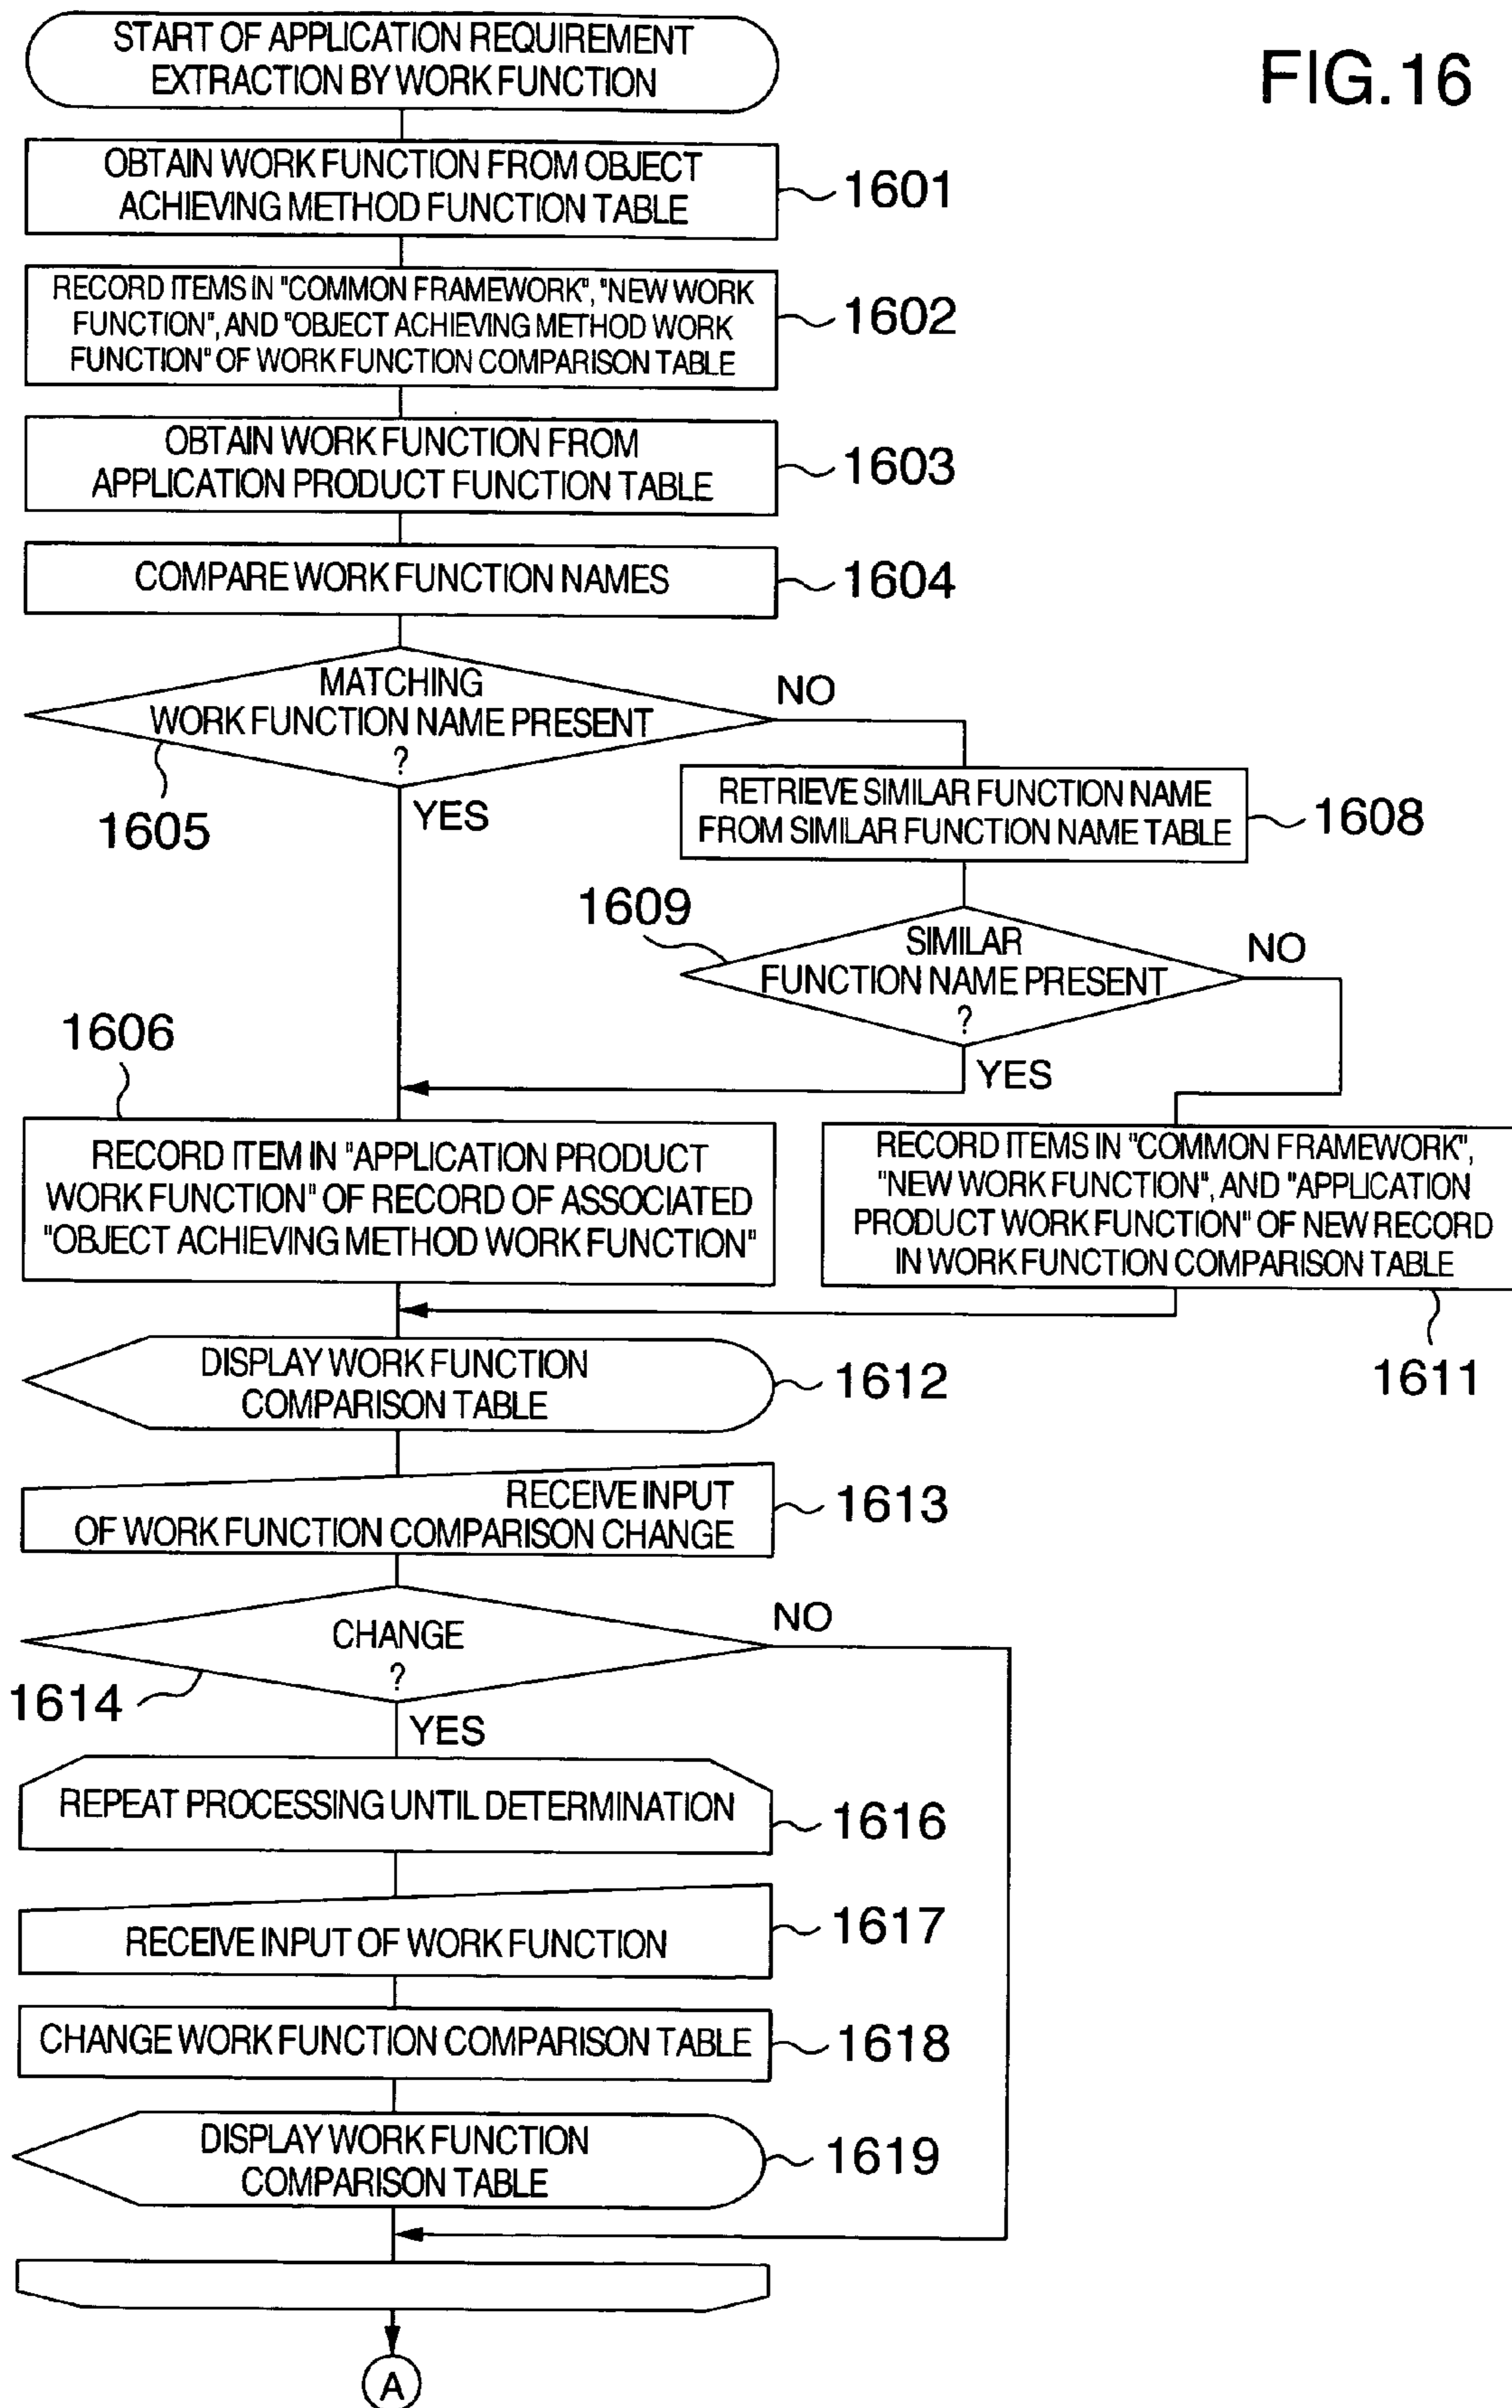 START OF APPLICATION REQUIREMENT
EXTRACTION BY WORK FUNCTION
FIG.16
OBTAIN WORK FUNCTION FROM OBJECT
ACHIEVING METHOD FUNCTION TABLE
1601
RECORD ITEMS IN "COMMON FRAMEWORK", "NEW WORK
FUNCTION", AND "OBJECT ACHIEVING METHOD WORK
FUNCTION" OF WORK FUNCTION COMPARISON TABLE
1602
OBTAIN WORK FUNCTION FROM
APPLICATION PRODUCT FUNCTION TABLE
1603
COMPARE WORK FUNCTION NAMES
1604
MATCHING
WORK FUNCTION NAME PRESENT
?
NO
1605
YES
RETRIEVE SIMILAR FUNCTION NAME
FROM SIMILAR FUNCTION NAME TABLE
1608
1609
SIMILAR
FUNCTION NAME PRESENT
?
NO
YES
1606
RECORD ITEM IN "APPLICATION PRODUCT
WORK FUNCTION" OF RECORD OF ASSOCIATED
"OBJECT ACHIEVING METHOD WORK FUNCTION"
RECORD ITEMS IN "COMMON FRAMEWORK",
"NEW WORK FUNCTION", AND "APPLICATION
PRODUCT WORK FUNCTION" OF NEW RECORD
IN WORK FUNCTION COMPARISON TABLE
1611
DISPLAY WORK FUNCTION
COMPARISON TABLE
1612
RECEIVE INPUT
OF WORK FUNCTION COMPARISON CHANGE
1613
CHANGE
?
NO
1614
YES
REPEAT PROCESSING UNTIL DETERMINATION
1616
RECEIVE INPUT OF WORK FUNCTION
1617
CHANGE WORK FUNCTION COMPARISON TABLE
1618
DISPLAY WORK FUNCTION
COMPARISON TABLE
1619
A